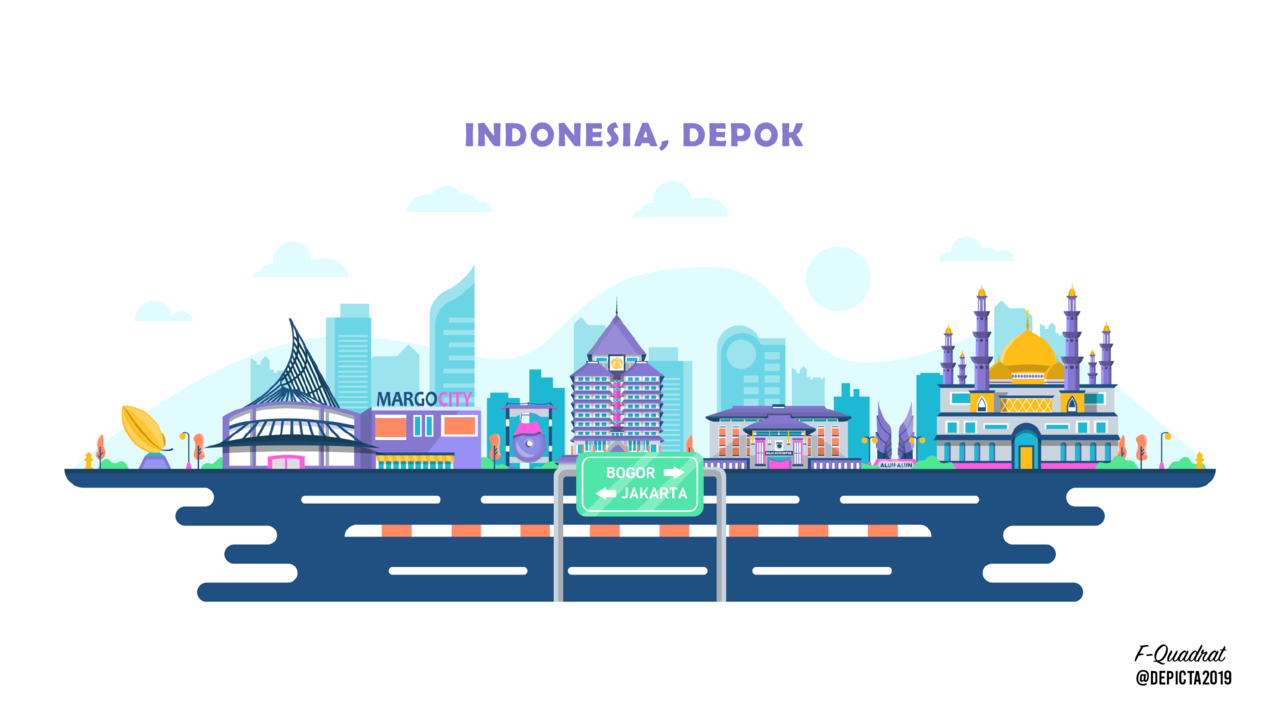 INDONESIA, DEPOK
MARGOCITY
BOGOR
JAKARTA
ALUN-ALUN
F-Quadrat
@DEPICTA2019